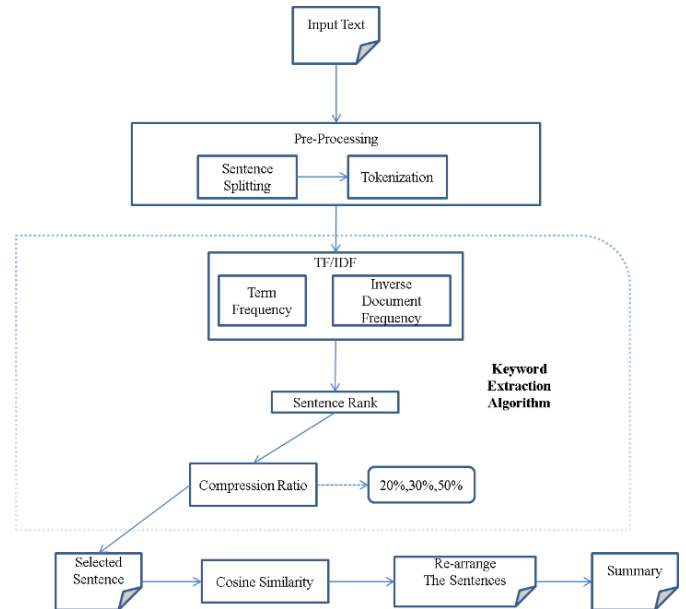 Input Text
Pre-Processing
Sentence
Splitting
Tokenization
TF/IDF
Term
Frequency
Inverse
Document
Frequency
Keyword
Extraction
Algorithm
Sentence Rank
Compression Ratio
20%,30%,50%
Selected
Sentence
Cosine Similarity
Re-arrange
The Sentences
Summary